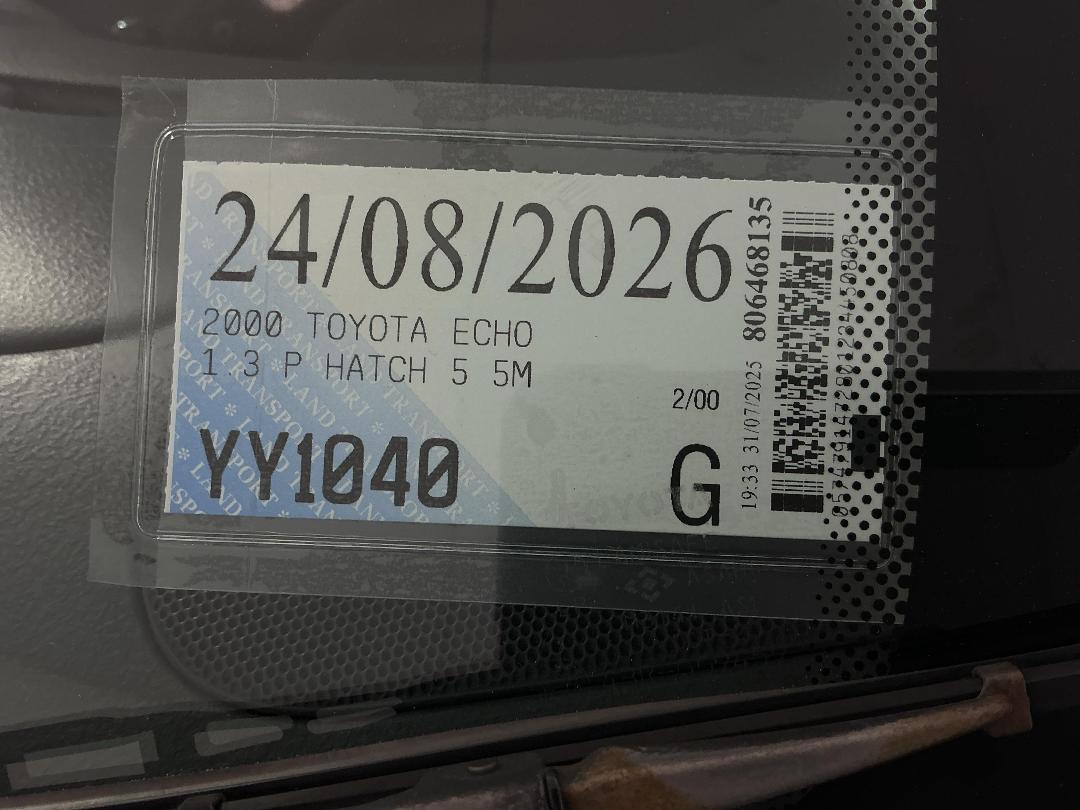 24/08/2026
2000 TOYOTA ECHO
1.3 P HATCH 5 5M
2/00
YY1040
G
19:33 31/07/2025 806468135